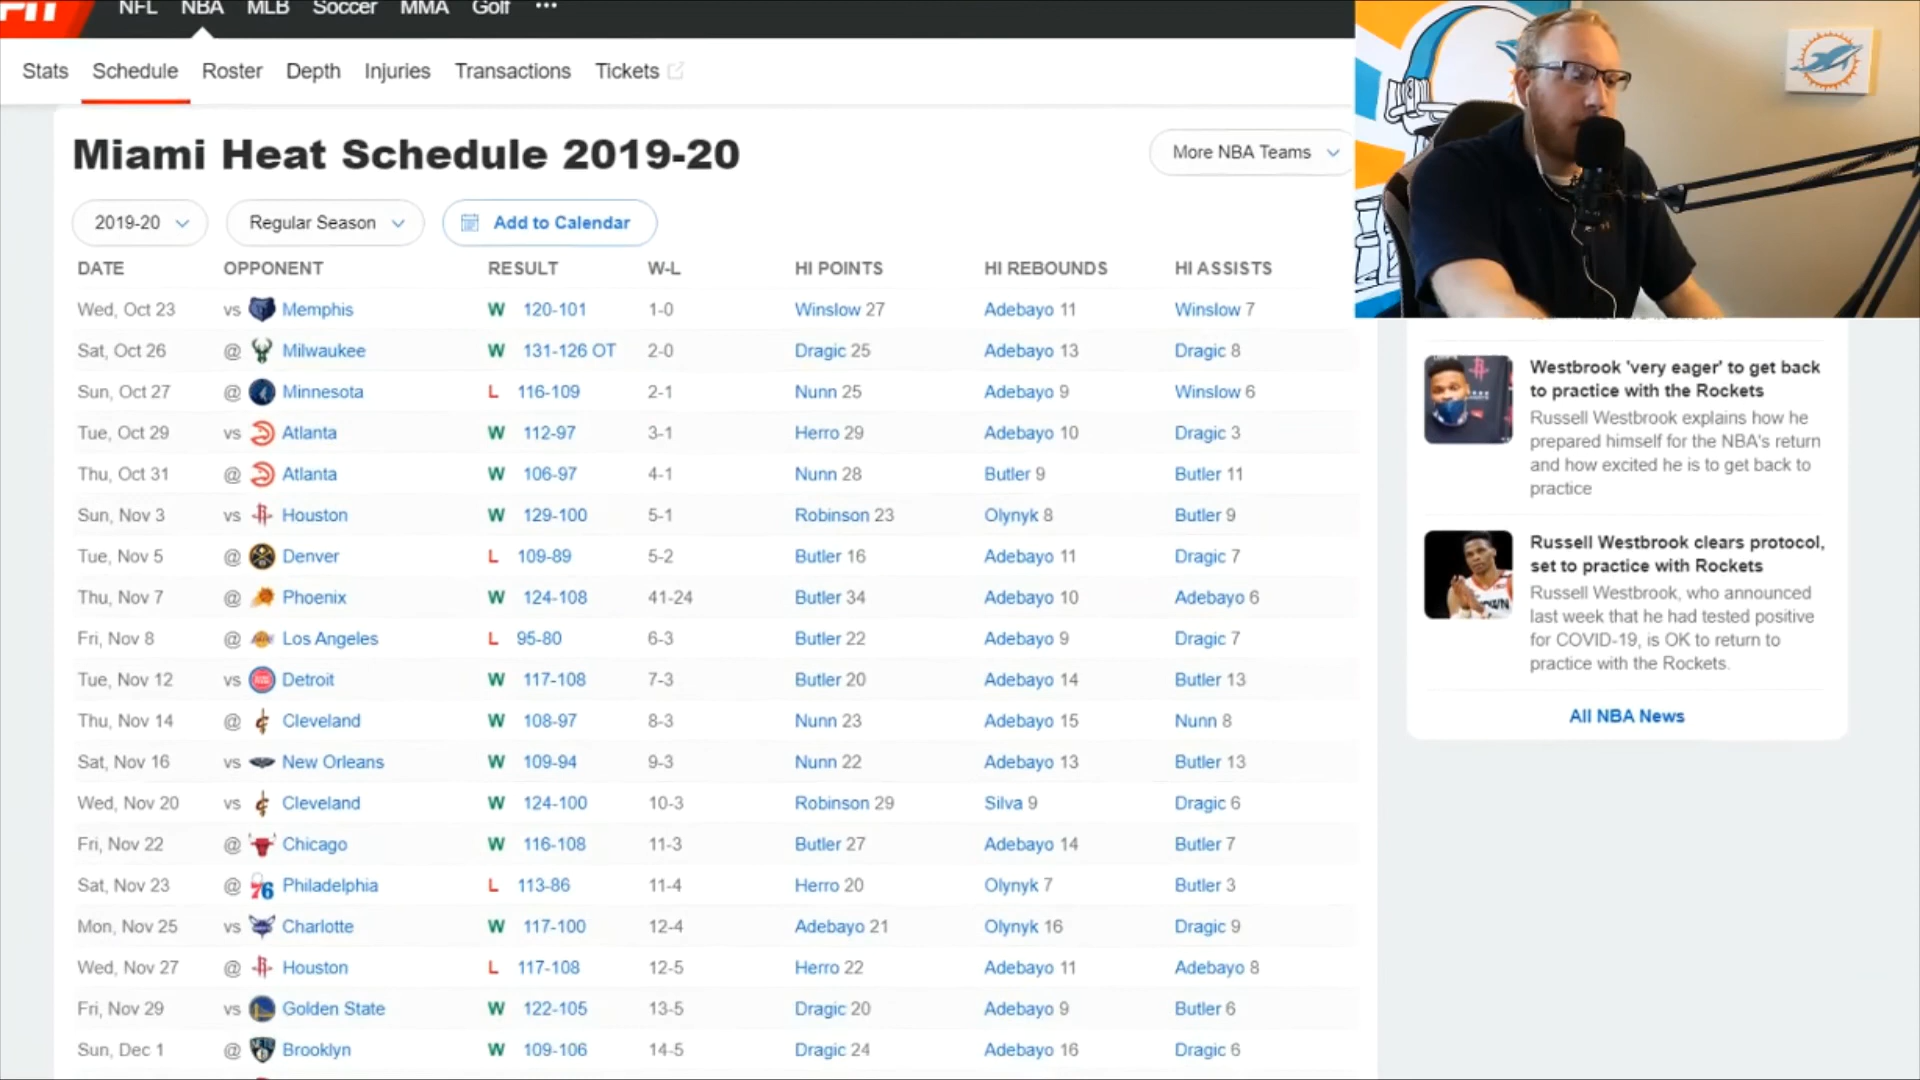 NFL NBA MLB Soccer MMA Golf
Stats Schedule Roster Depth Injuries Transactions Tickets
Miami Heat Schedule 2019-20
More NBA Teams
2019-20 Regular Season Add to Calendar
DATE OPPONENT RESULT W-L HI POINTS HI REBOUNDS HI ASSISTS
Wed, Oct 23 vs Memphis W 120-101 1-0 Winslow 27 Adebayo 11 Winslow 7
Sat, Oct 26 @ Milwaukee W 131-126 OT 2-0 Dragic 25 Adebayo 13 Dragic 8
Sun, Oct 27 @ Minnesota L 116-109 2-1 Nunn 25 Adebayo 9 Winslow 6
Tue, Oct 29 vs Atlanta W 112-97 3-1 Herro 29 Adebayo 10 Dragic 3
Thu, Oct 31 @ Atlanta W 106-97 4-1 Nunn 28 Butler 9 Butler 11
Sun, Nov 3 vs Houston W 129-100 5-1 Robinson 23 Olynyk 8 Butler 9
Tue, Nov 5 @ Denver L 109-89 5-2 Butler 16 Adebayo 11 Dragic 7
Thu, Nov 7 @ Phoenix W 124-108 41-24 Butler 34 Adebayo 10 Adebayo 6
Fri, Nov 8 @ Los Angeles L 95-80 6-3 Butler 22 Adebayo 9 Dragic 7
Tue, Nov 12 vs Detroit W 117-108 7-3 Butler 20 Adebayo 14 Butler 13
Thu, Nov 14 @ Cleveland W 108-97 8-3 Nunn 23 Adebayo 15 Nunn 8
Sat, Nov 16 vs New Orleans W 109-94 9-3 Nunn 22 Adebayo 13 Butler 13
Wed, Nov 20 vs Cleveland W 124-100 10-3 Robinson 29 Silva 9 Dragic 6
Fri, Nov 22 @ Chicago W 116-108 11-3 Butler 27 Adebayo 14 Butler 7
Sat, Nov 23 @ 76 Philadelphia L 113-86 11-4 Herro 20 Olynyk 7 Butler 3
Mon, Nov 25 vs Charlotte W 117-100 12-4 Adebayo 21 Olynyk 16 Dragic 9
Wed, Nov 27 @ Houston L 117-108 12-5 Herro 22 Adebayo 11 Adebayo 8
Fri, Nov 29 vs Golden State W 122-105 13-5 Dragic 20 Adebayo 9 Butler 6
Sun, Dec 1 @ Brooklyn W 109-106 14-5 Dragic 24 Adebayo 16 Dragic 6
Westbrook 'very eager' to get back
to practice with the Rockets
Russell Westbrook explains how he
prepared himself for the NBA's return
and how excited he is to get back to
practice
Russell Westbrook clears protocol,
set to practice with Rockets
Russell Westbrook, who announced
last week that he had tested positive
for COVID-19, is OK to return to
practice with the Rockets.
All NBA News